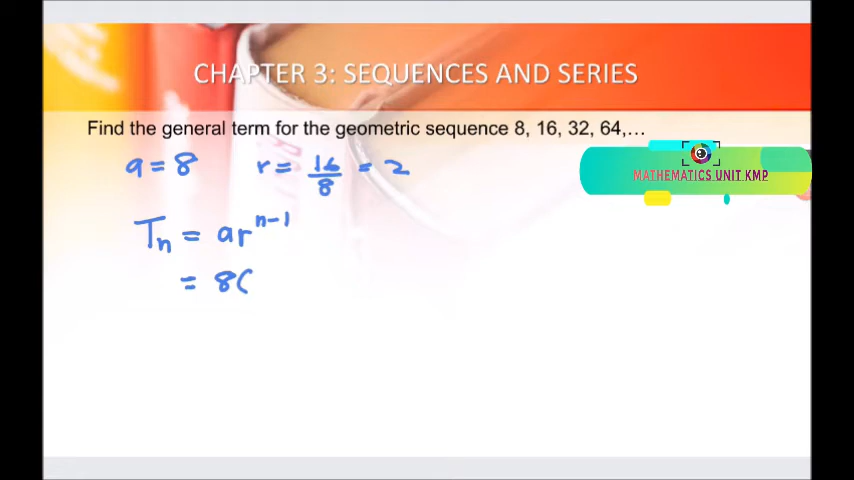 CHAPTER 3: SEQUENCES AND SERIES
Find the general term for the geometric sequence 8, 16, 32, 64,…
a = 8 r = 16/8 = 2
MATHEMATICS UNIT KMP
Tn = ar^(n-1)
= 8(